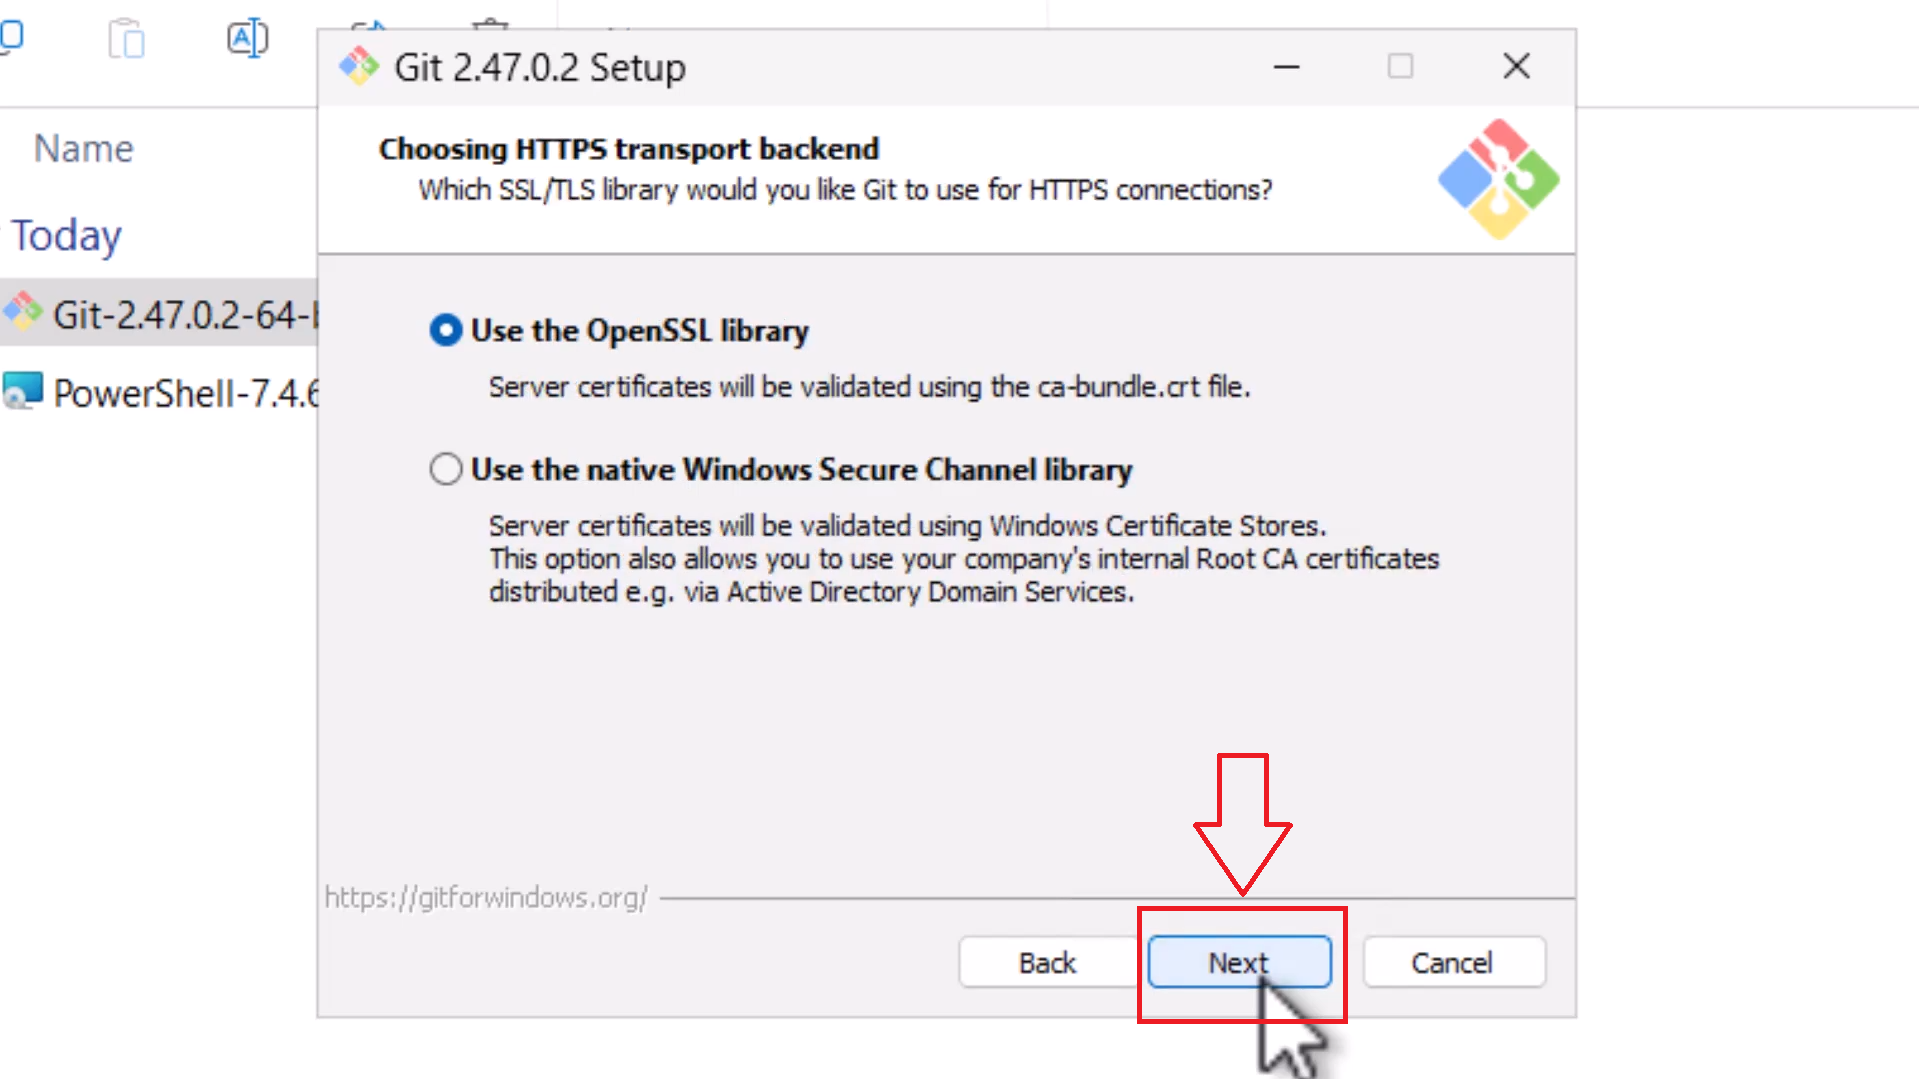 Git 2.47.0.2 Setup
Choosing HTTPS transport backend
Which SSL/TLS library would you like Git to use for HTTPS connections?
Name
Today
Git-2.47.0.2-64-
PowerShell-7.4.6
Use the OpenSSL library
Server certificates will be validated using the ca-bundle.crt file.
Use the native Windows Secure Channel library
Server certificates will be validated using Windows Certificate Stores.
This option also allows you to use your company's internal Root CA certificates
distributed e.g. via Active Directory Domain Services.
https://gitforwindows.org/
Back
Next
Cancel